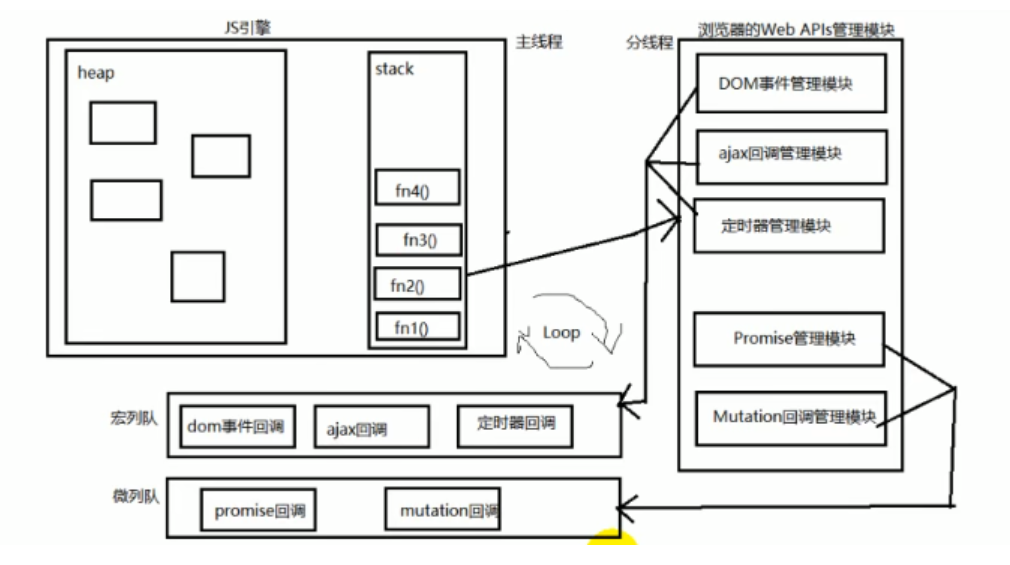 JS引擎
主线程
分线程
浏览器的Web APIs管理模块
heap
stack
fn4()
fn3()
fn2()
fn1()
DOM事件管理模块
ajax回调管理模块
定时器管理模块
Promise管理模块
Mutation回调管理模块
Loop
宏列队
dom事件回调
ajax回调
定时器回调
微列队
promise回调
mutation回调